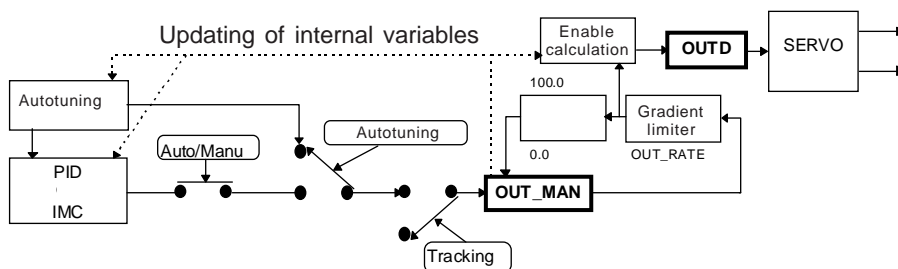 Updating of internal variables
Enable
calculation
OUTD
SERVO
Autotuning
100.0
Gradient
limiter
0.0
OUT_RATE
Autotuning
Auto/Manu
PID
IMC
OUT_MAN
Tracking